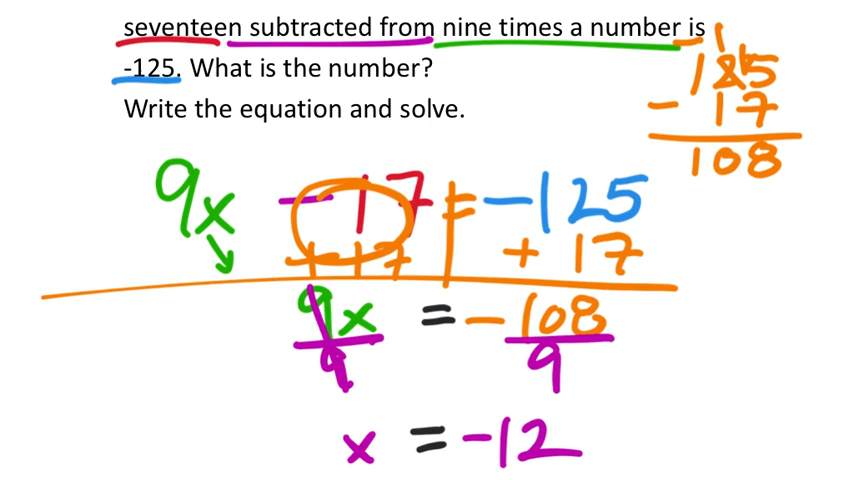 seventeen subtracted from nine times a number is
-125. What is the number?
Write the equation and solve.
125
- 17
108
9x - 17 = -125
+17 + 17
9x = -108
9 9
x = -12